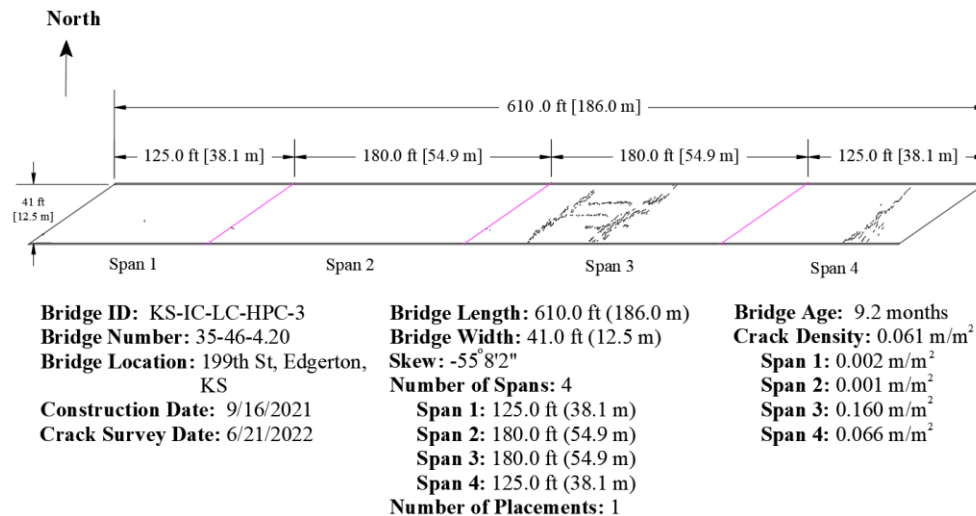 North
610 .0 ft [186.0 m]
125.0 ft [38.1 m] 180.0 ft [54.9 m] 180.0 ft [54.9 m] 125.0 ft [38.1 m]
41 ft
[12.5 m]
Span 1 Span 2 Span 3 Span 4
Bridge ID: KS-IC-LC-HPC-3
Bridge Number: 35-46-4.20
Bridge Location: 199th St, Edgerton,
KS
Construction Date: 9/16/2021
Crack Survey Date: 6/21/2022
Bridge Length: 610.0 ft (186.0 m)
Bridge Width: 41.0 ft (12.5 m)
Skew: -55°8'2"
Number of Spans: 4
Span 1: 125.0 ft (38.1 m)
Span 2: 180.0 ft (54.9 m)
Span 3: 180.0 ft (54.9 m)
Span 4: 125.0 ft (38.1 m)
Number of Placements: 1
Bridge Age: 9.2 months
Crack Density: 0.061 m/m²
Span 1: 0.002 m/m²
Span 2: 0.001 m/m²
Span 3: 0.160 m/m²
Span 4: 0.066 m/m²